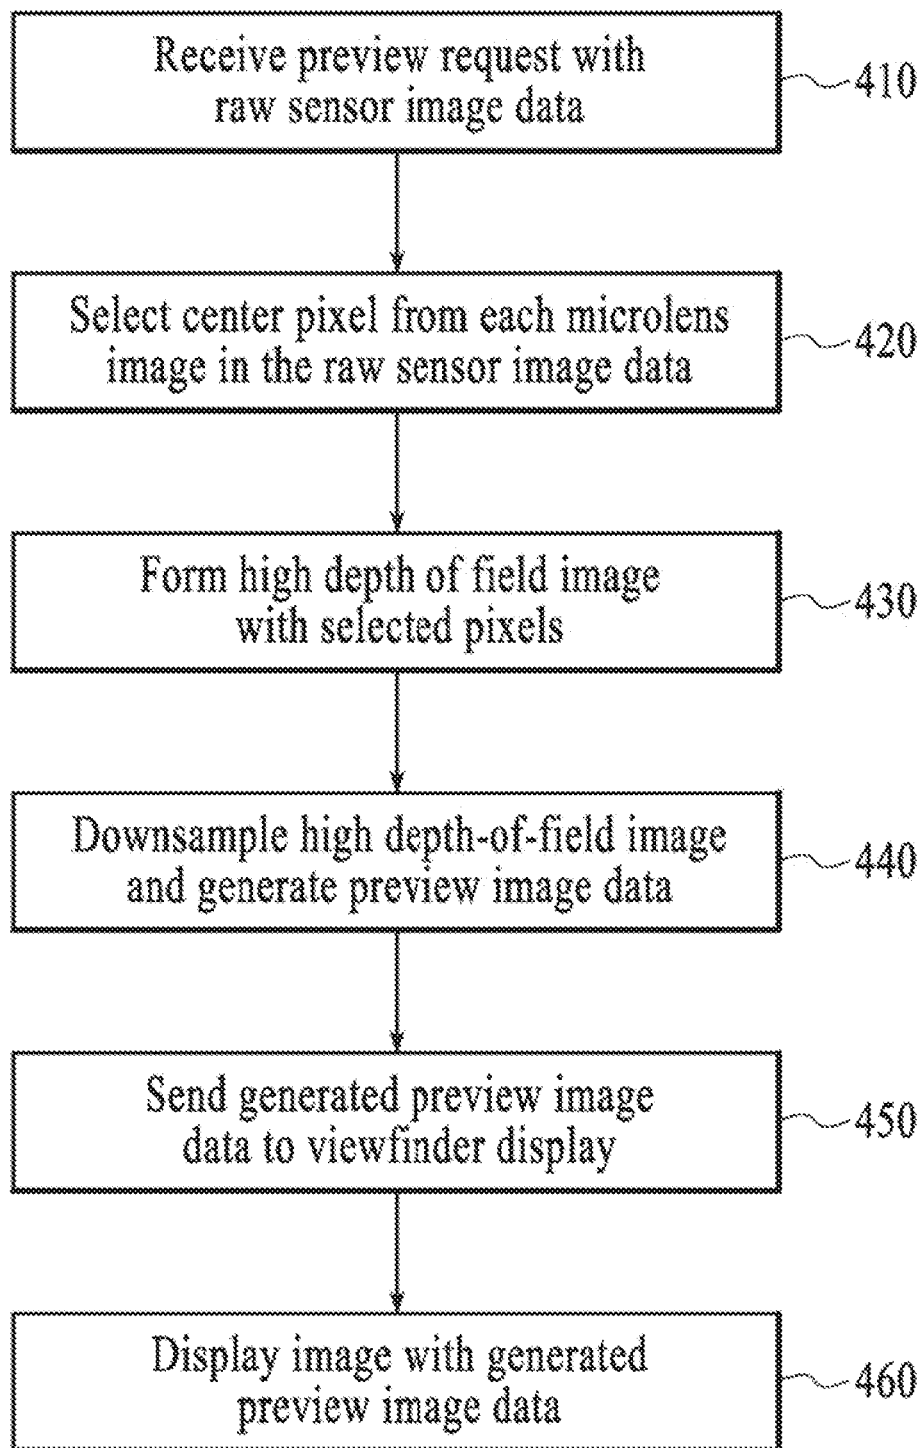 Receive preview request with
raw sensor image data
410
Select center pixel from each microlens
image in the raw sensor image data
420
Form high depth of field image
with selected pixels
430
Downsample high depth-of-field image
and generate preview image data
440
Send generated preview image
data to viewfinder display
450
Display image with generated
preview image data
460